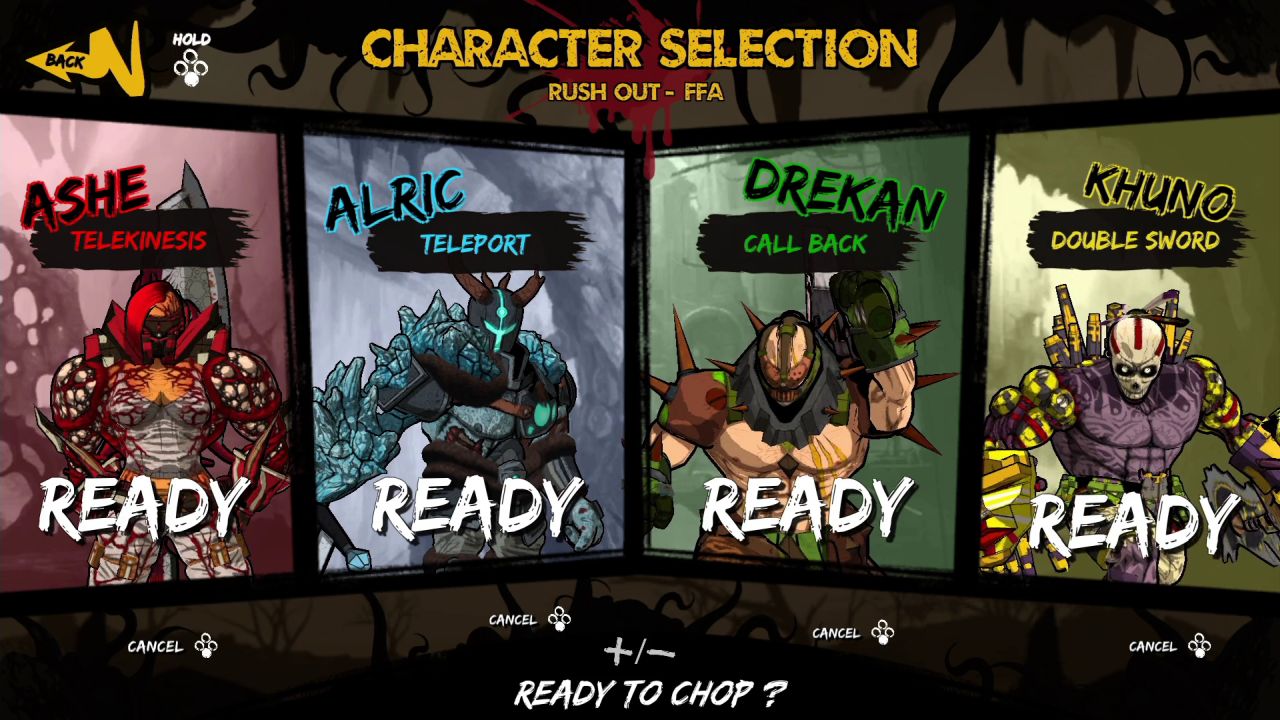 BACK
HOLD
CHARACTER SELECTION
RUSH OUT - FFA
ASHE
TELEKINESIS
READY
CANCEL
ALRIC
TELEPORT
READY
CANCEL
DREKAN
CALL BACK
READY
CANCEL
KHUNO
DOUBLE SWORD
READY
CANCEL
+/-
READY TO CHOP ?